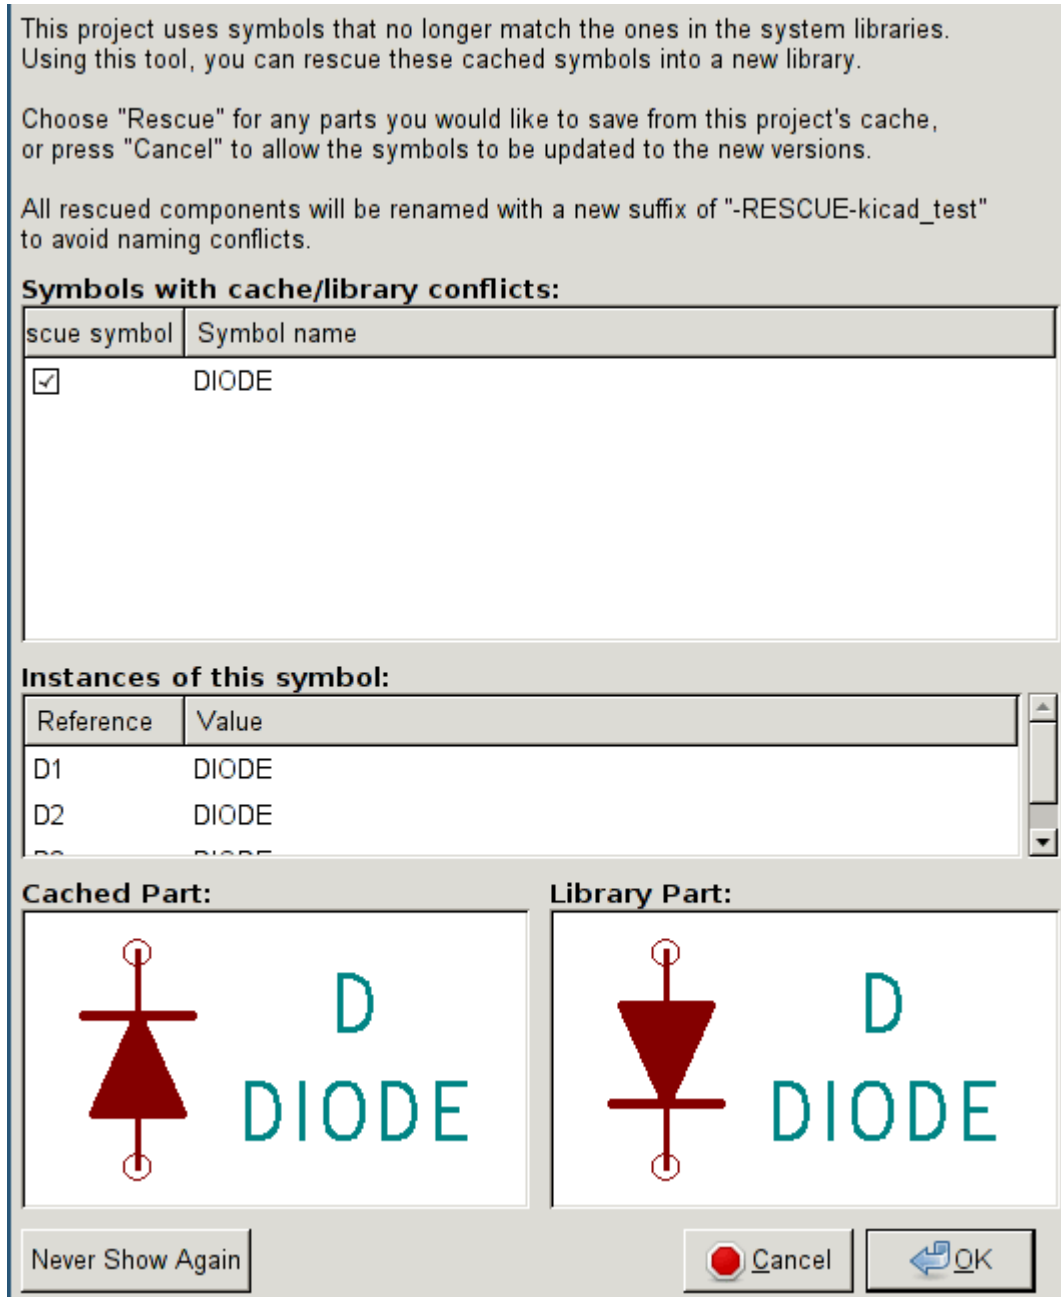 This project uses symbols that no longer match the ones in the system libraries.
Using this tool, you can rescue these cached symbols into a new library.
Choose "Rescue" for any parts you would like to save from this project's cache,
or press "Cancel" to allow the symbols to be updated to the new versions.
All rescued components will be renamed with a new suffix of "-RESCUE-kicad_test"
to avoid naming conflicts.
Symbols with cache/library conflicts:
scue symbol Symbol name
DIODE
Instances of this symbol:
Reference Value
D1 DIODE
D2 DIODE
Cached Part: Library Part:
D D
DIODE DIODE
Never Show Again Cancel OK